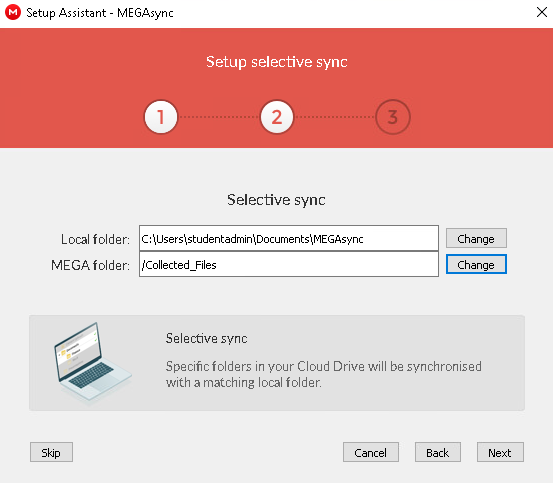 Setup Assistant - MEGAsync
Setup selective sync
1 2 3
Selective sync
Local folder: C:\Users\studentadmin\Documents\MEGAsync Change
MEGA folder: /Collected_Files Change
Selective sync
Specific folders in your Cloud Drive will be synchronised
with a matching local folder.
Skip Cancel Back Next